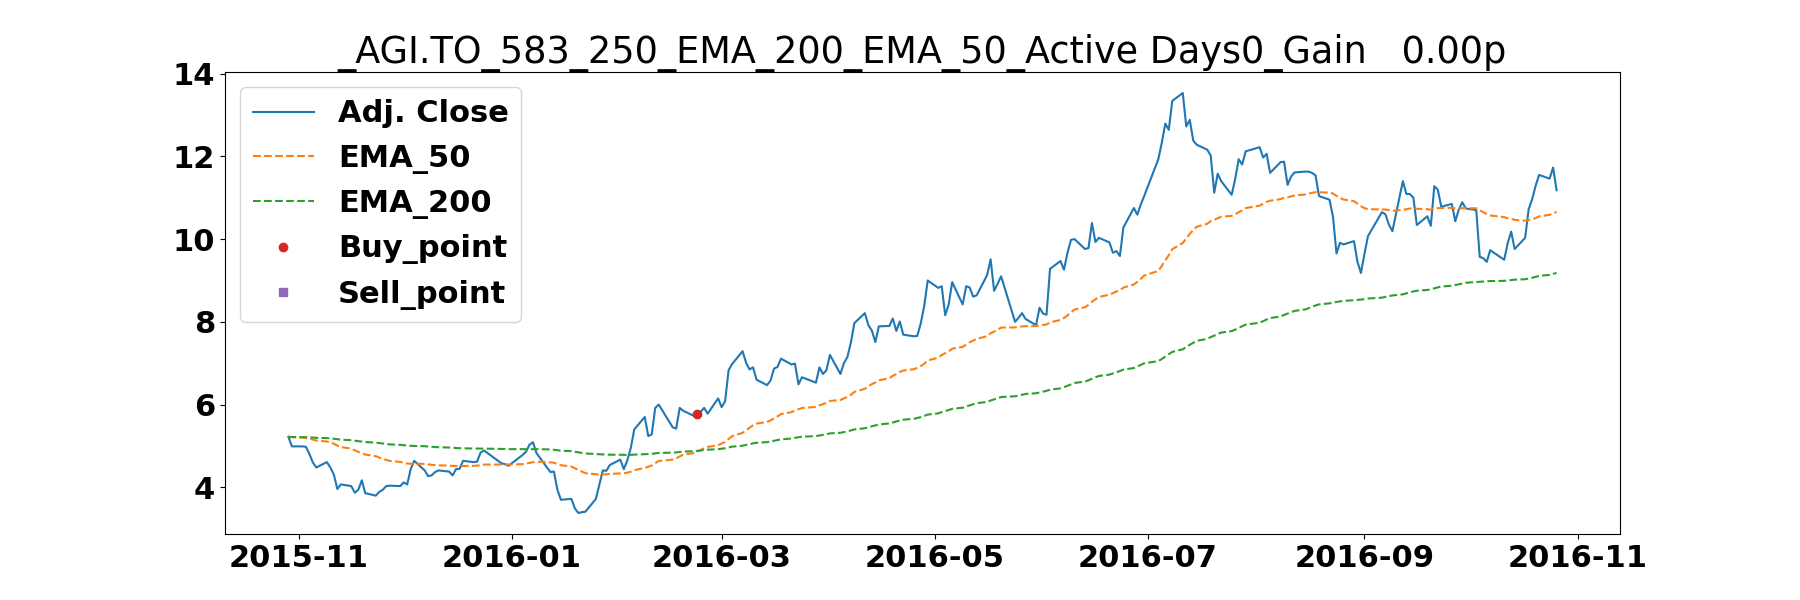 _AGI.TO_583_250_EMA_200_EMA_50_Active Days0_Gain   0.00p
14
12
10
8
6
4
Adj. Close
EMA_50
EMA_200
Buy_point
Sell_point
2015-11 2016-01 2016-03 2016-05 2016-07 2016-09 2016-11